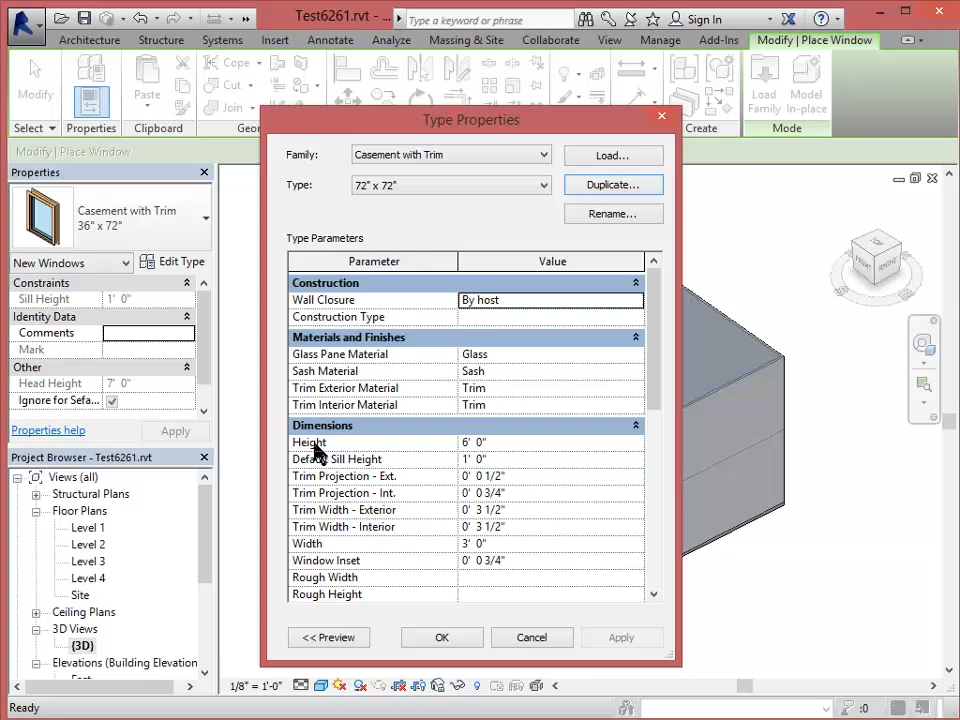 Test6261.rvt - ...
Type a keyword or phrase
Sign In
Architecture
Structure
Systems
Insert
Annotate
Analyze
Massing & Site
Collaborate
View
Manage
Add-Ins
Modify | Place Window
Modify
Paste
Cope
Cut
Join
Load
Family
Model
In-place
Select
Properties
Clipboard
Geor
Create
Mode
Modify | Place Window
Properties
Casement with Trim
36" x 72"
New Windows
Edit Type
Constraints
Sill Height
1'  0"
Identity Data
Comments
Mark
Other
Head Height
7'  0"
Ignore for Sefa...
Properties help
Apply
Project Browser - Test6261.rvt
Views (all)
Structural Plans
Floor Plans
Level 1
Level 2
Level 3
Level 4
Site
Ceiling Plans
3D Views
{3D}
Elevations (Building Elevation
Type Properties
Family:
Casement with Trim
Load...
Type:
72" x 72"
Duplicate...
Rename...
Type Parameters
Parameter
Value
Construction
Wall Closure
By host
Construction Type
Materials and Finishes
Glass Pane Material
Glass
Sash Material
Sash
Trim Exterior Material
Trim
Trim Interior Material
Trim
Dimensions
Height
6'  0"
Default Sill Height
1'  0"
Trim Projection - Ext.
0'  0 1/2"
Trim Projection - Int.
0'  0 3/4"
Trim Width - Exterior
0'  3 1/2"
Trim Width - Interior
0'  3 1/2"
Width
3'  0"
Window Inset
0'  0 3/4"
Rough Width
Rough Height
<< Preview
OK
Cancel
Apply
TOP
FRONT
RIGHT
1/8" = 1'-0"
Ready
:0